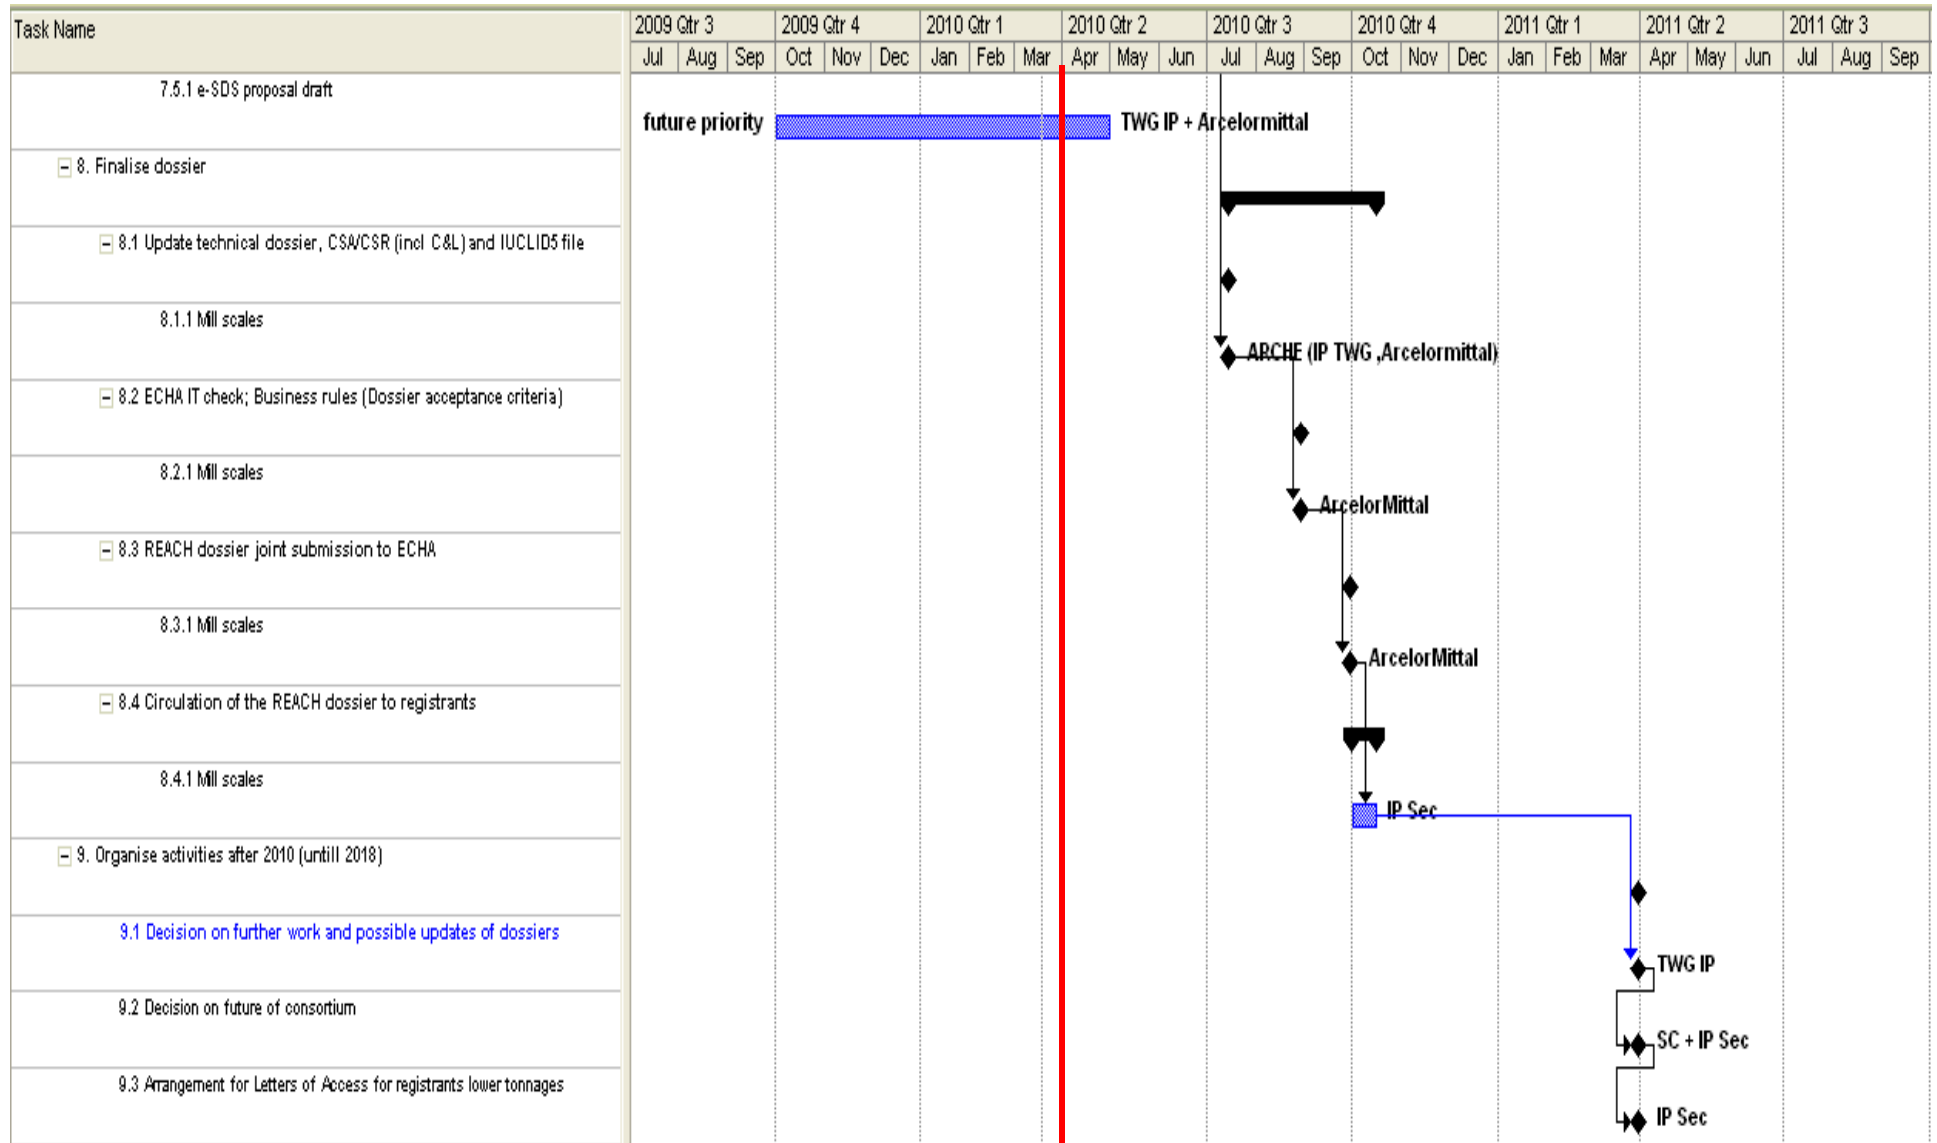 Task Name
2009 Qtr 3 2009 Qtr 4 2010 Qtr 1 2010 Qtr 2 2010 Qtr 3 2010 Qtr 4 2011 Qtr 1 2011 Qtr 2 2011 Qtr 3
Jul Aug Sep Oct Nov Dec Jan Feb Mar Apr May Jun Jul Aug Sep Oct Nov Dec Jan Feb Mar Apr May Jun Jul Aug Sep
7.5.1 e-SDS proposal draft
future priority TWG IP + Arcelormittal
8. Finalise dossier
8.1 Update technical dossier, CSA/CSR (incl C&L) and IUCLID5 file
8.1.1 Mill scales
ARCHE (IP TWG ,Arcelormittal)
8.2 ECHA IT check; Business rules (Dossier acceptance criteria)
8.2.1 Mill scales
ArcelorMittal
8.3 REACH dossier joint submission to ECHA
8.3.1 Mill scales
ArcelorMittal
8.4 Circulation of the REACH dossier to registrants
8.4.1 Mill scales
IP Sec
9. Organise activities after 2010 (untill 2018)
9.1 Decision on further work and possible updates of dossiers
TWG IP
9.2 Decision on future of consortium
SC + IP Sec
9.3 Arrangement for Letters of Access for registrants lower tonnages
IP Sec